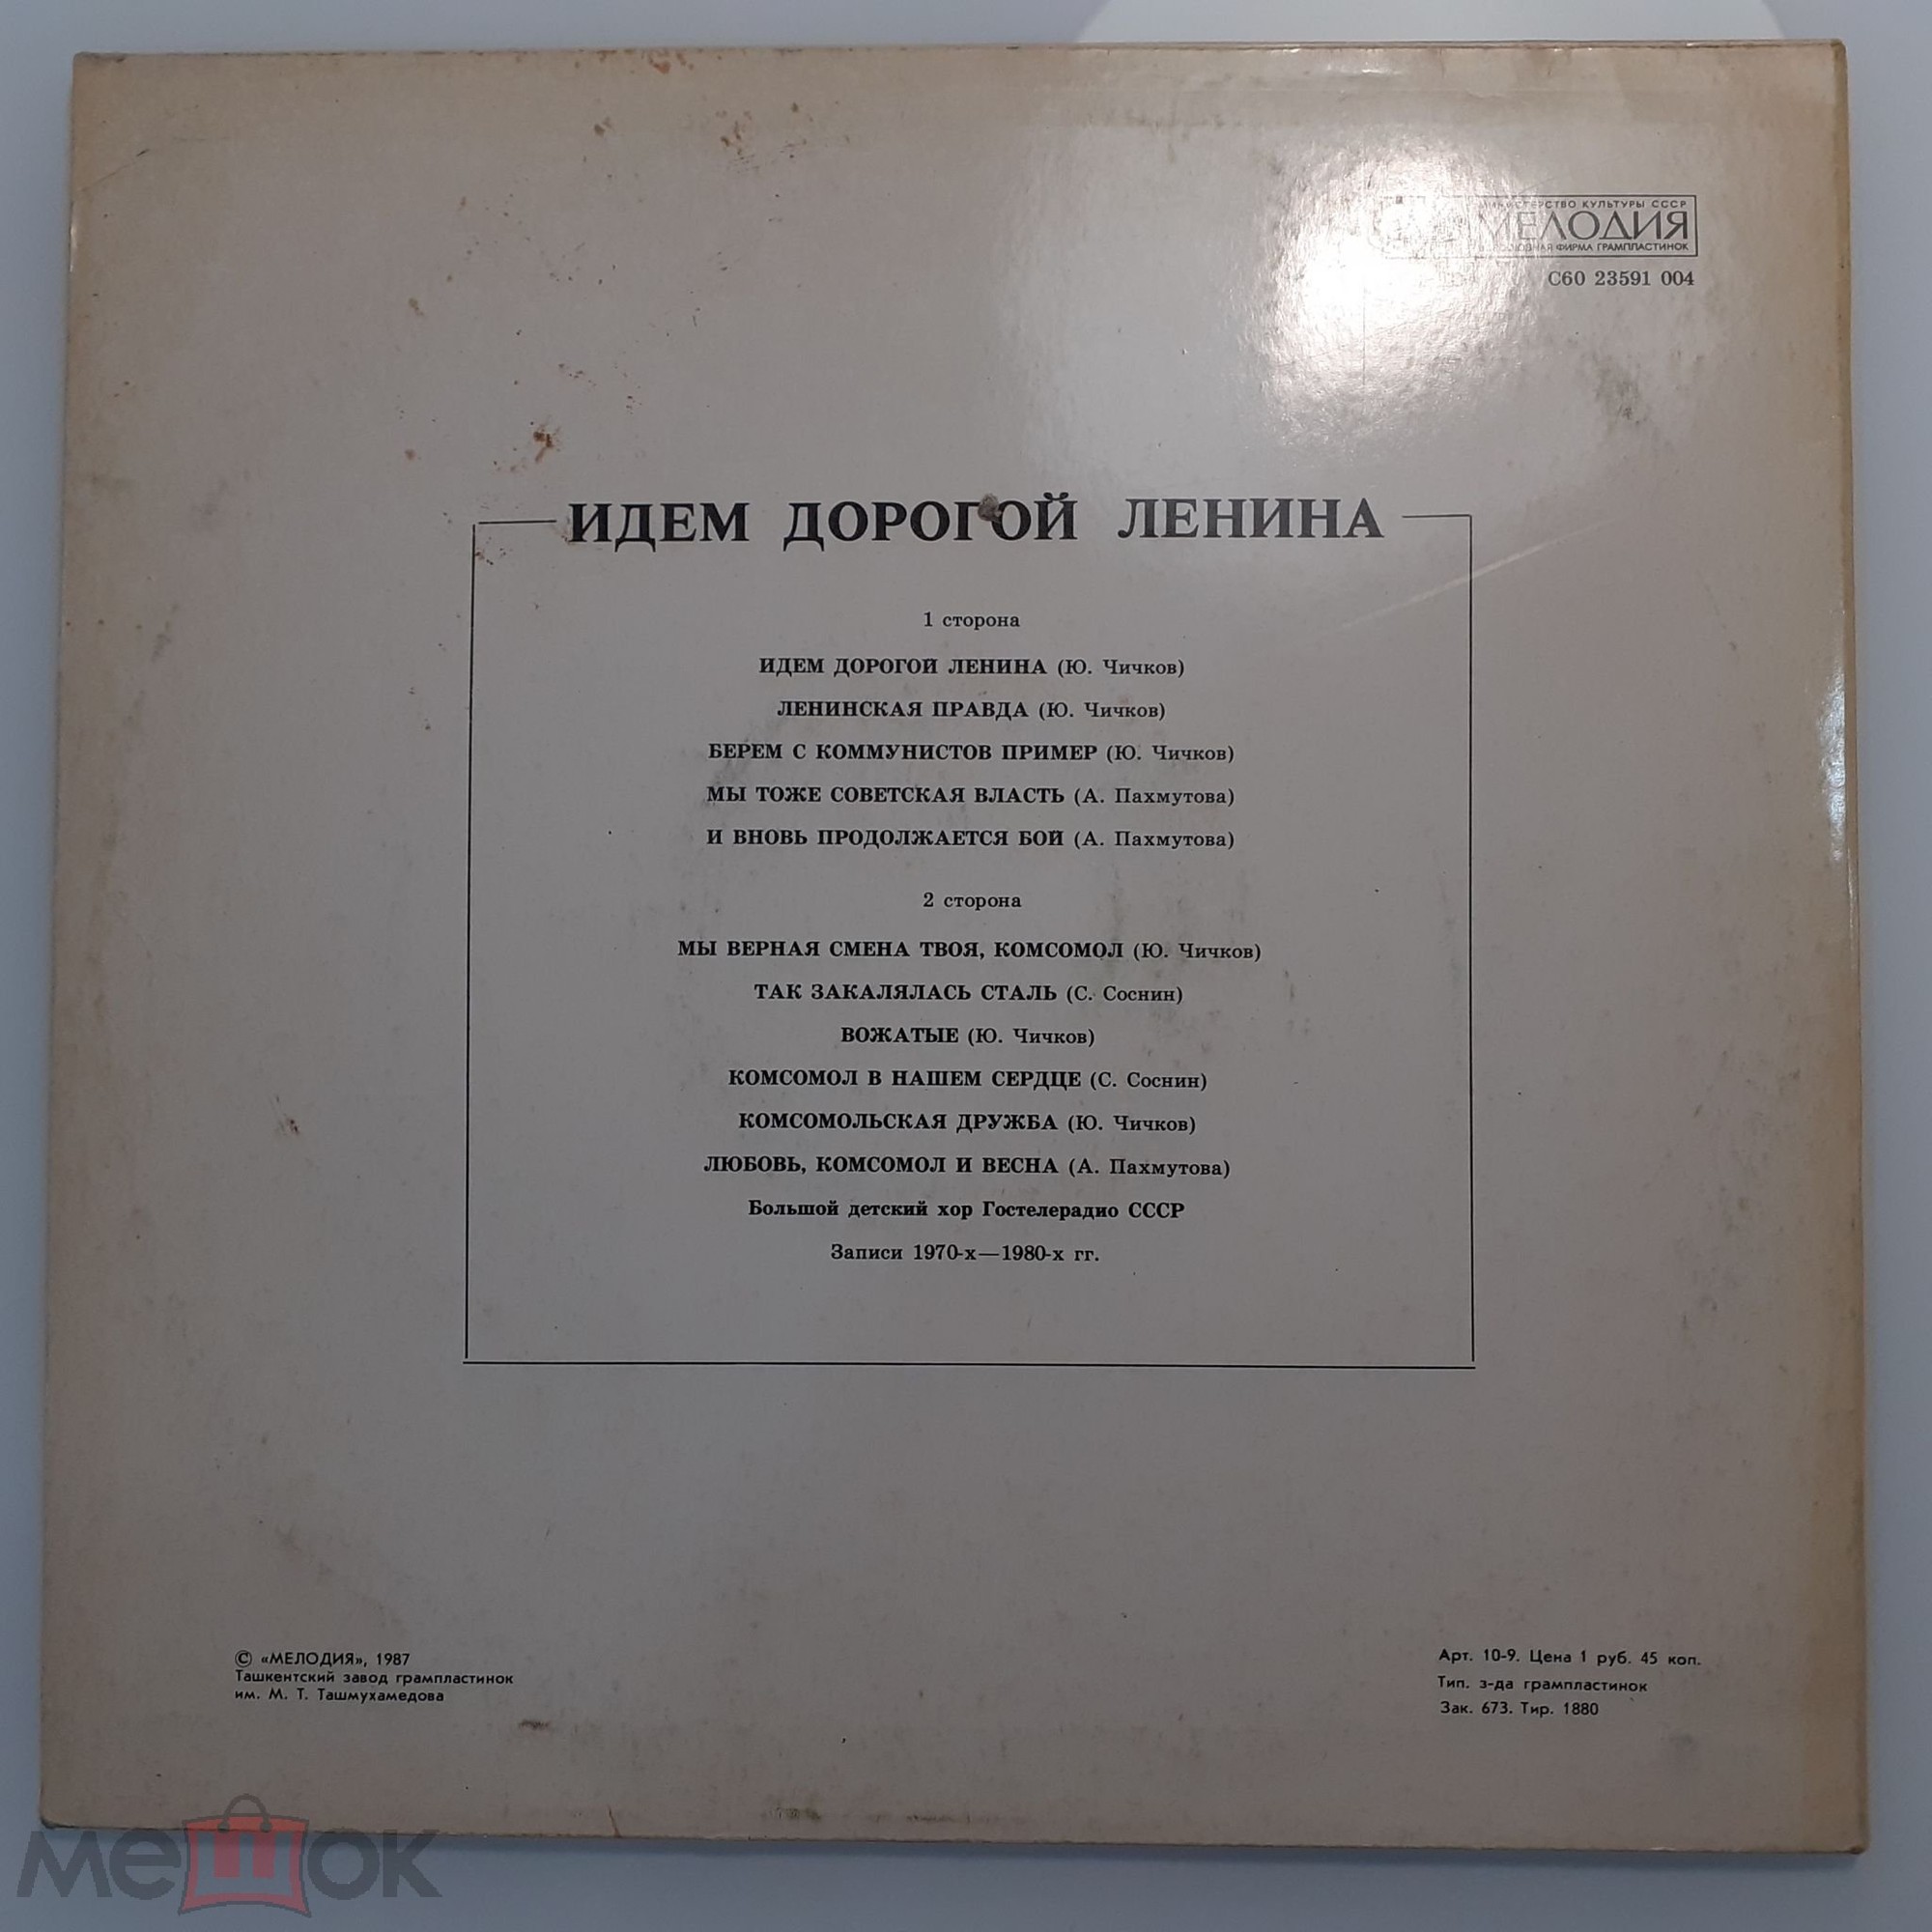 МИНИСТЕРСТВО КУЛЬТУРЫ СССР
МЕЛОДИЯ
ФИРМА ГРАМПЛАСТИНОК
С60 23591 004
ИДЕМ ДОРОГОЙ ЛЕНИНА
1 сторона
ИДЕМ ДОРОГОЙ ЛЕНИНА (Ю. Чичков)
ЛЕНИНСКАЯ ПРАВДА (Ю. Чичков)
БЕРЕМ С КОММУНИСТОВ ПРИМЕР (Ю. Чичков)
МЫ ТОЖЕ СОВЕТСКАЯ ВЛАСТЬ (А. Пахмутова)
И ВНОВЬ ПРОДОЛЖАЕТСЯ БОЙ (А. Пахмутова)
2 сторона
МЫ ВЕРНАЯ СМЕНА ТВОЯ, КОМСОМОЛ (Ю. Чичков)
ТАК ЗАКАЛЯЛАСЬ СТАЛЬ (С. Соснин)
ВОЖАТЫЕ (Ю. Чичков)
КОМСОМОЛ В НАШЕМ СЕРДЦЕ (С. Соснин)
КОМСОМОЛЬСКАЯ ДРУЖБА (Ю. Чичков)
ЛЮБОВЬ, КОМСОМОЛ И ВЕСНА (А. Пахмутова)
Большой детский хор Гостелерадио СССР
Записи 1970-х—1980-х гг.
© «МЕЛОДИЯ», 1987
Ташкентский завод грампластинок
им. М. Т. Ташмухамедова
Арт. 10-9. Цена 1 руб. 45 коп.
Тип. з-да грампластинок
Зак. 673. Тир. 1880
мешок